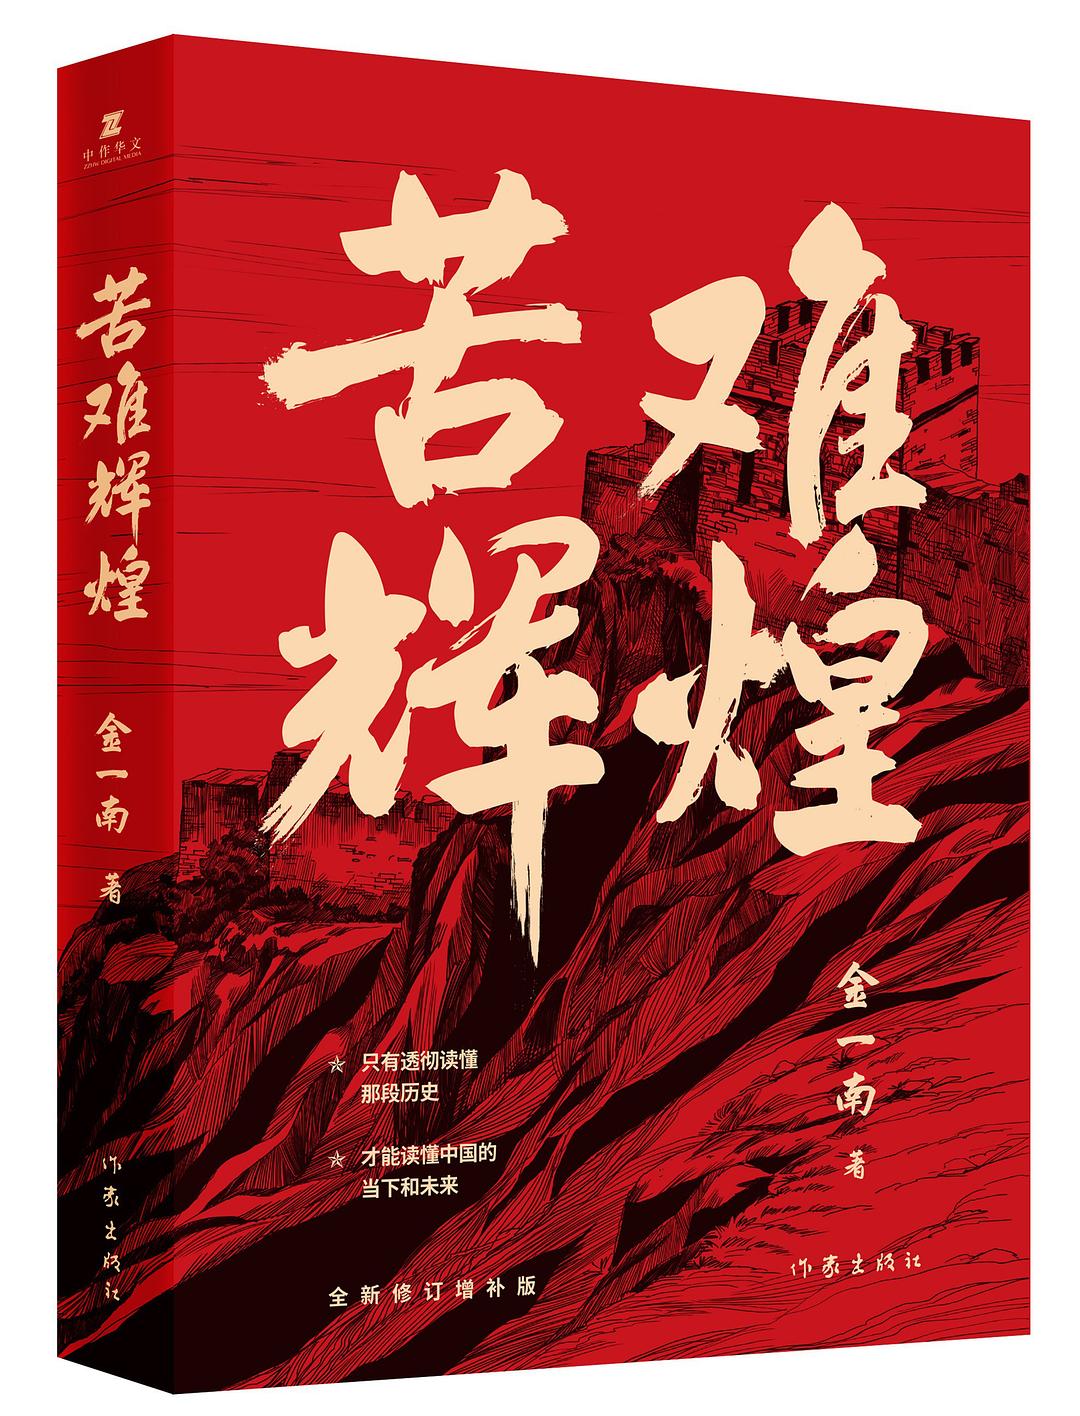 中作华文
ZZHW DIGITAL MEDIA
苦难辉煌
金一南 著
作家出版社
苦难
辉煌
金一南 著
只有透彻读懂
那段历史
才能读懂中国的
当下和未来
全新修订增补版
作家出版社